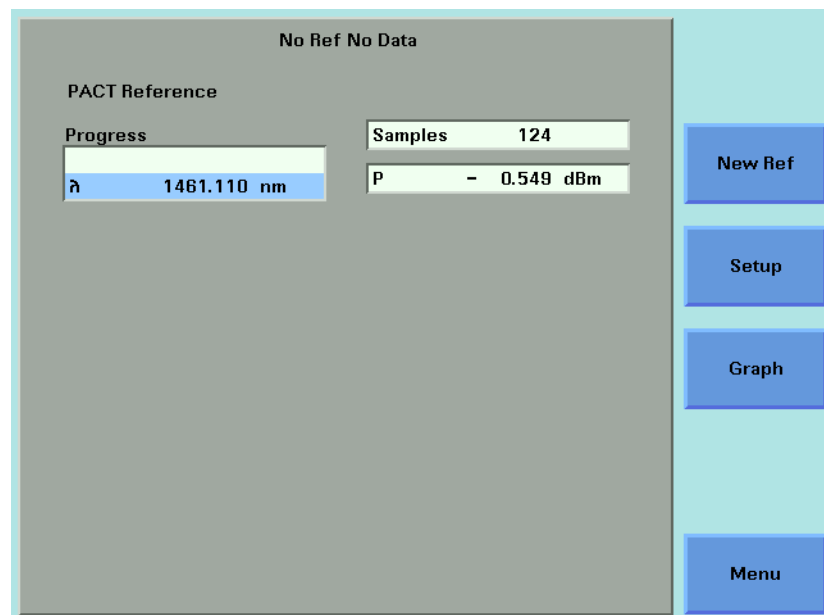 No Ref No Data
PACT Reference
Progress
λ 1461.110 nm
Samples 124
P - 0.549 dBm
New Ref
Setup
Graph
Menu